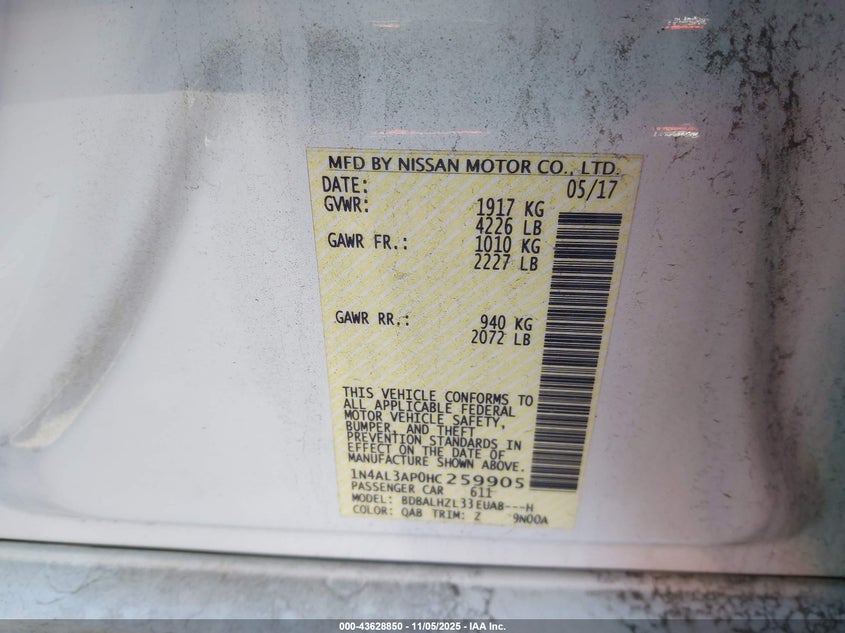 MFD BY NISSAN MOTOR CO., LTD.
DATE: 05/17
GVWR: 1917 KG
4226 LB
GAWR FR.: 1010 KG
2227 LB
GAWR RR.: 940 KG
2072 LB
THIS VEHICLE CONFORMS TO
ALL APPLICABLE FEDERAL
MOTOR VEHICLE SAFETY,
BUMPER, AND THEFT
PREVENTION STANDARDS IN
EFFECT ON THE DATE OF
MANUFACTURE SHOWN ABOVE.
1N4AL3AP0HC259905
PASSENGER CAR 611
MODEL: BDBALHZL33EUA8---H
COLOR: QAB TRIM: Z 9N00A
000-43628850 - 11/05/2025 - IAA Inc.